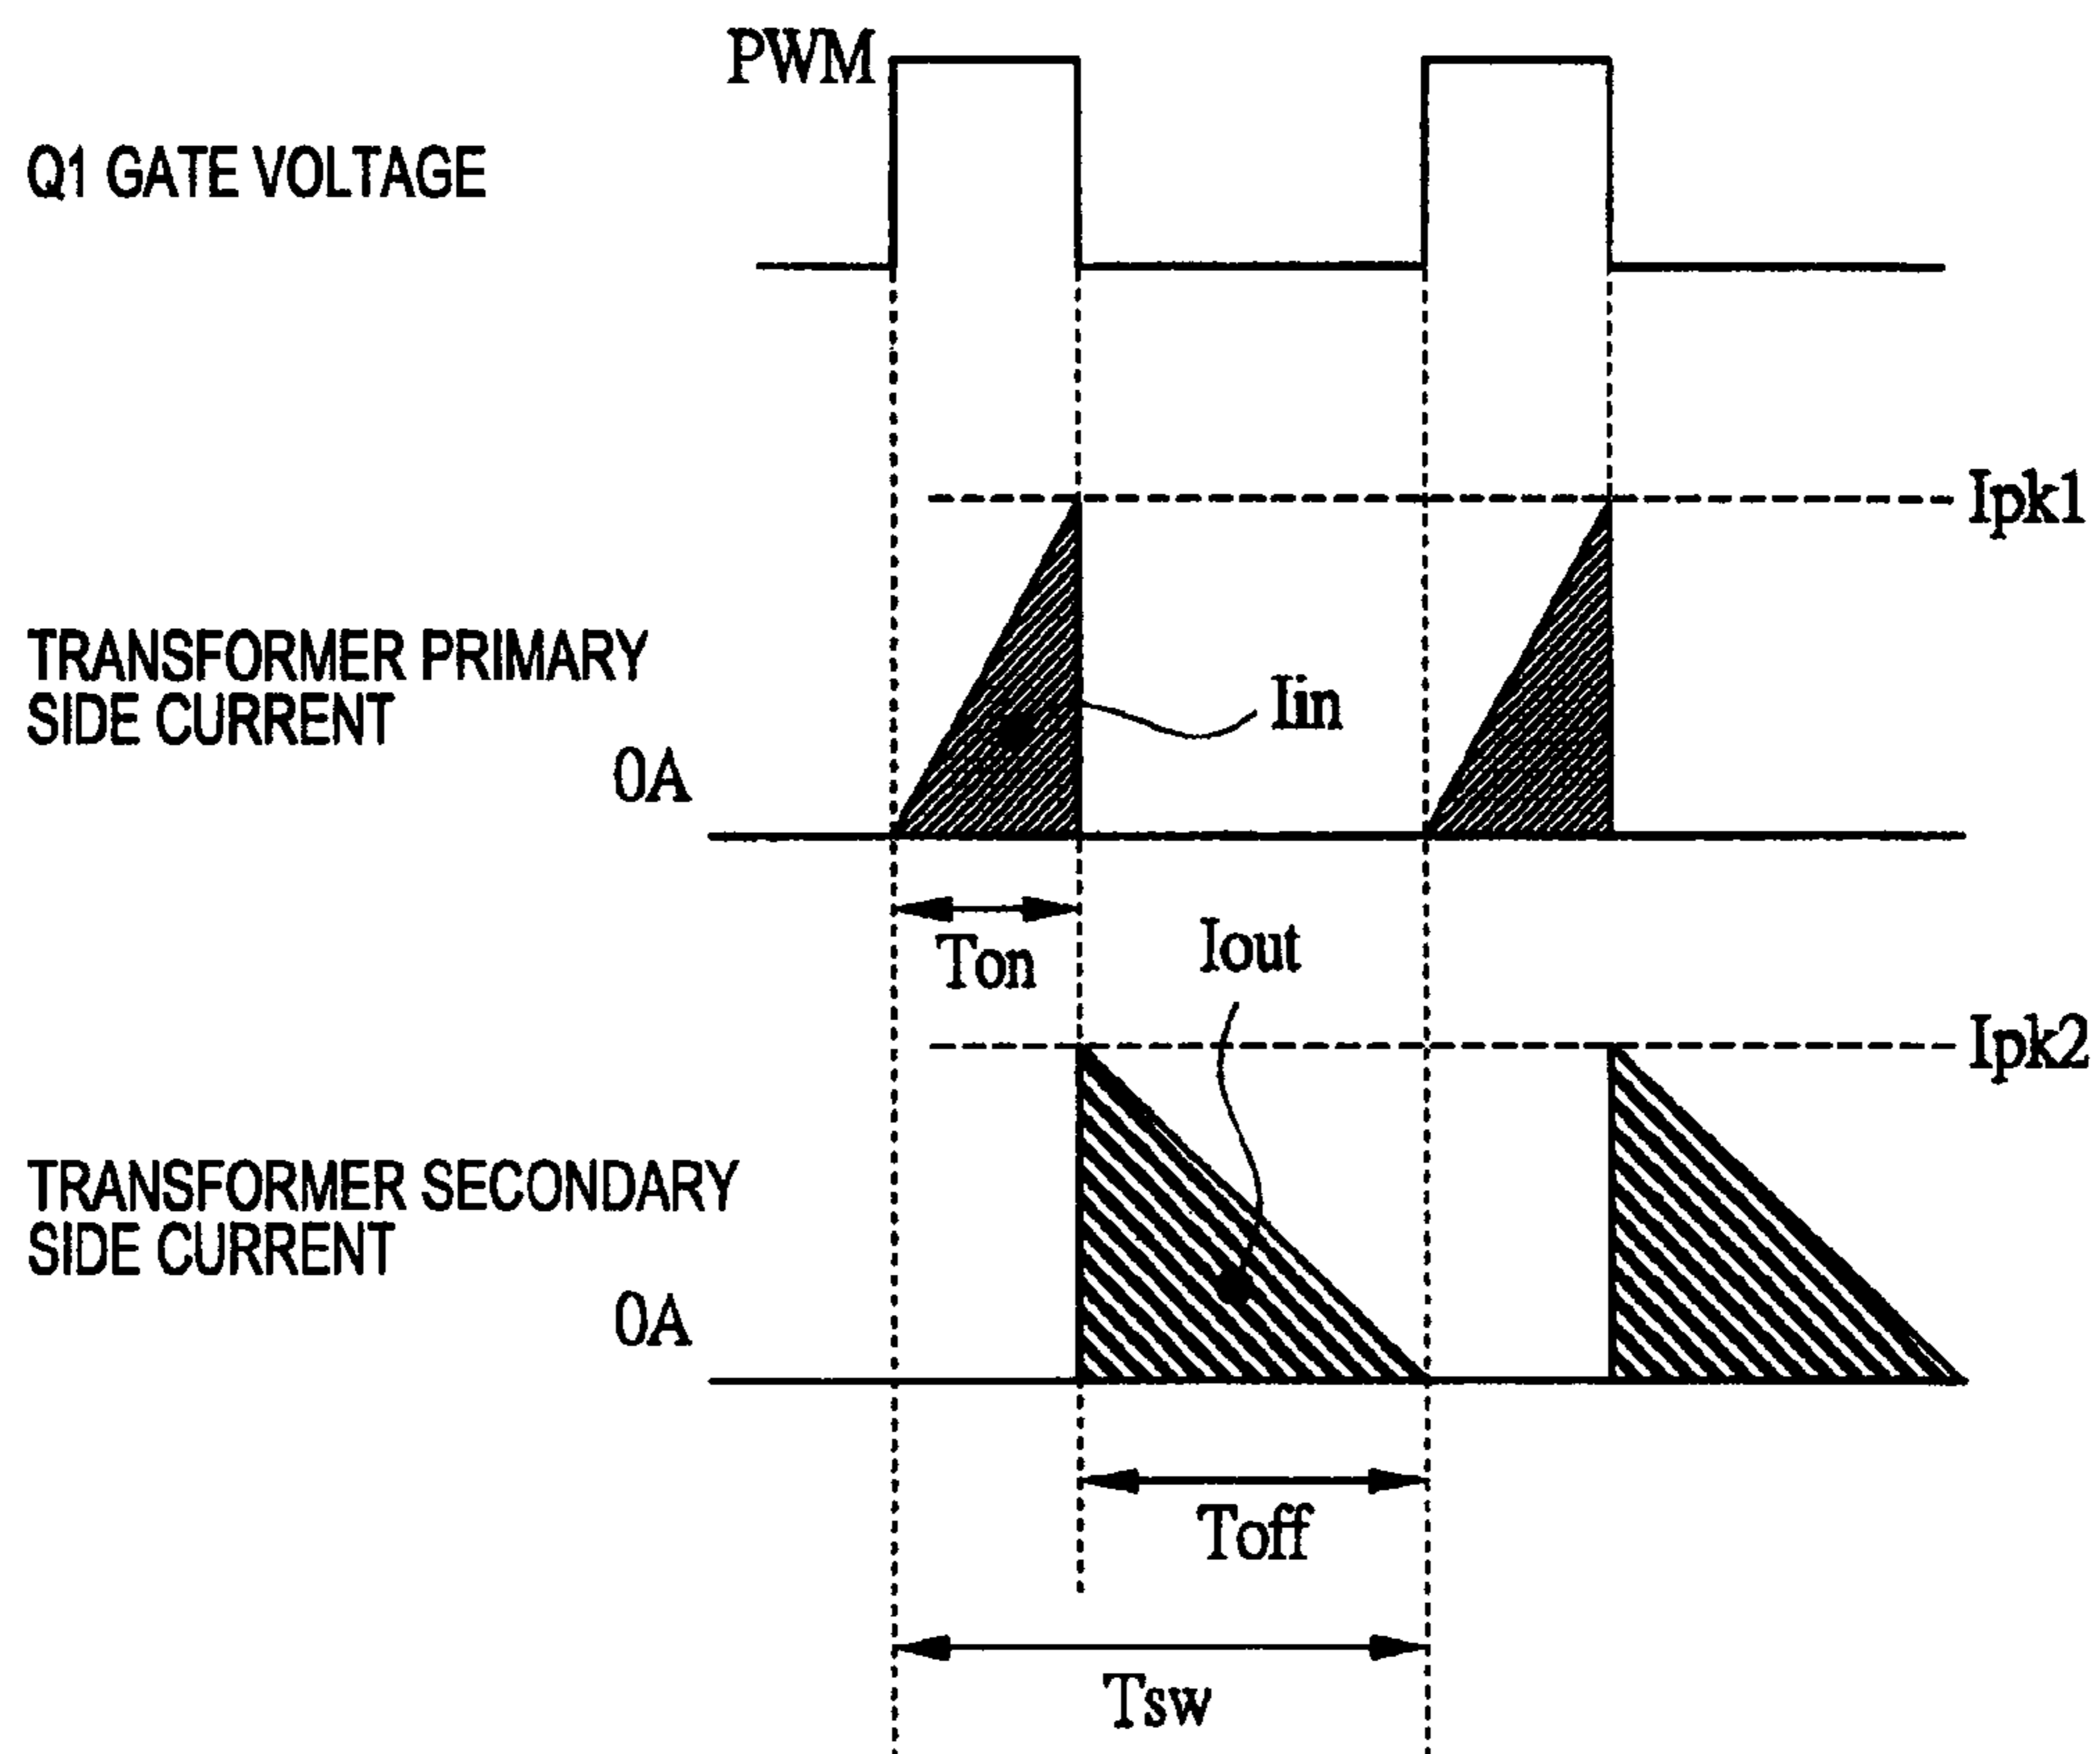 PWM
Q1 GATE VOLTAGE
Ipk1
TRANSFORMER PRIMARY
SIDE CURRENT
Iin
0A
Ton
Iout
Ipk2
TRANSFORMER SECONDARY
SIDE CURRENT
0A
Toff
Tsw